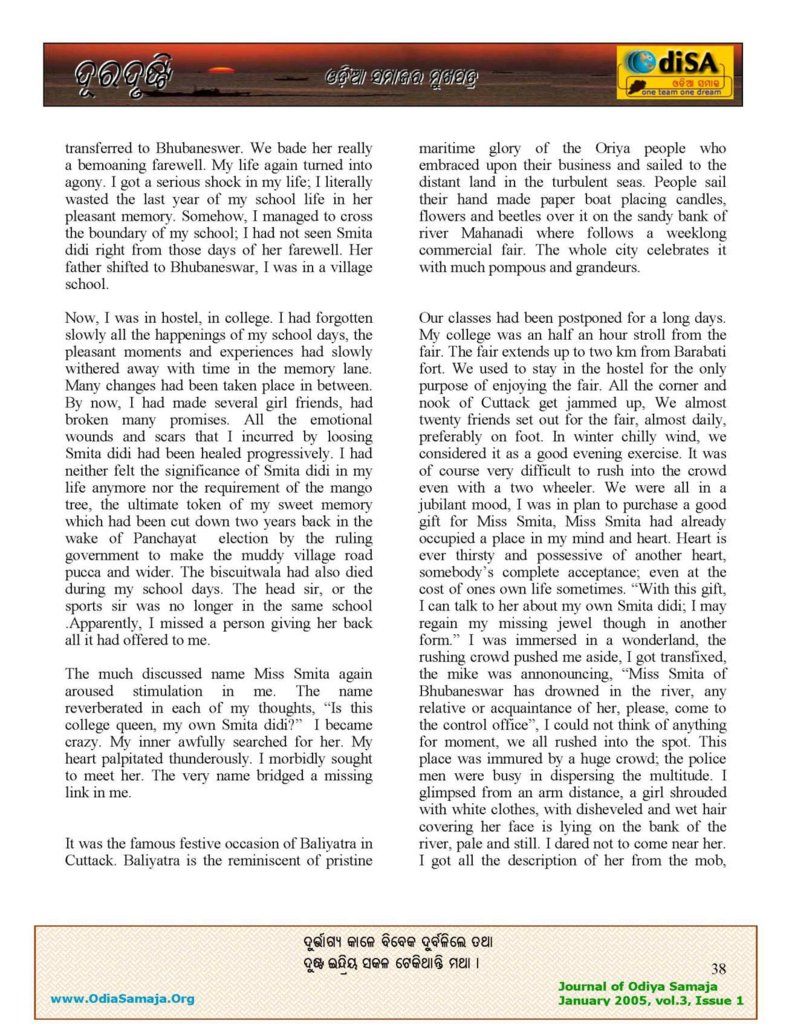 ଦୂରଦୃଷ୍ଟି
ଓଡ଼ିଆ ସମାଜର ମୁଖପତ୍ର
OdiSA
ଓଡିଆ ସମାଜ
one team one dream
transferred to Bhubaneswer. We bade her really
a bemoaning farewell. My life again turned into
agony. I got a serious shock in my life; I literally
wasted the last year of my school life in her
pleasant memory. Somehow, I managed to cross
the boundary of my school; I had not seen Smita
didi right from those days of her farewell. Her
father shifted to Bhubaneswar, I was in a village
school.
Now, I was in hostel, in college. I had forgotten
slowly all the happenings of my school days, the
pleasant moments and experiences had slowly
withered away with time in the memory lane.
Many changes had been taken place in between.
By now, I had made several girl friends, had
broken many promises. All the emotional
wounds and scars that I incurred by loosing
Smita didi had been healed progressively. I had
neither felt the significance of Smita didi in my
life anymore nor the requirement of the mango
tree, the ultimate token of my sweet memory
which had been cut down two years back in the
wake of Panchayat election by the ruling
government to make the muddy village road
pucca and wider. The biscuitwala had also died
during my school days. The head sir, or the
sports sir was no longer in the same school
.Apparently, I missed a person giving her back
all it had offered to me.
The much discussed name Miss Smita again
aroused stimulation in me. The name
reverberated in each of my thoughts, “Is this
college queen, my own Smita didi?” I became
crazy. My inner awfully searched for her. My
heart palpitated thunderously. I morbidly sought
to meet her. The very name bridged a missing
link in me.
It was the famous festive occasion of Baliyatra in
Cuttack. Baliyatra is the reminiscent of pristine
maritime glory of the Oriya people who
embraced upon their business and sailed to the
distant land in the turbulent seas. People sail
their hand made paper boat placing candles,
flowers and beetles over it on the sandy bank of
river Mahanadi where follows a weeklong
commercial fair. The whole city celebrates it
with much pompous and grandeurs.
Our classes had been postponed for a long days.
My college was an half an hour stroll from the
fair. The fair extends up to two km from Barabati
fort. We used to stay in the hostel for the only
purpose of enjoying the fair. All the corner and
nook of Cuttack get jammed up, We almost
twenty friends set out for the fair, almost daily,
preferably on foot. In winter chilly wind, we
considered it as a good evening exercise. It was
of course very difficult to rush into the crowd
even with a two wheeler. We were all in a
jubilant mood, I was in plan to purchase a good
gift for Miss Smita, Miss Smita had already
occupied a place in my mind and heart. Heart is
ever thirsty and possessive of another heart,
somebody’s complete acceptance; even at the
cost of ones own life sometimes. “With this gift,
I can talk to her about my own Smita didi; I may
regain my missing jewel though in another
form.” I was immersed in a wonderland, the
rushing crowd pushed me aside, I got transfixed,
the mike was annonouncing, “Miss Smita of
Bhubaneswar has drowned in the river, any
relative or acquaintance of her, please, come to
the control office”, I could not think of anything
for moment, we all rushed into the spot. This
place was immured by a huge crowd; the police
men were busy in dispersing the multitude. I
glimpsed from an arm distance, a girl shrouded
with white clothes, with disheveled and wet hair
covering her face is lying on the bank of the
river, pale and still. I dared not to come near her.
I got all the description of her from the mob,
ଦୁର୍ଭାଗ୍ୟ କାଳେ ବିବେକ ଦୁର୍ବଳିଲେ ତଥା
ଦୁଷ୍ଟ ଇନ୍ଦ୍ରିୟ ସକଳ ଟେକିଥାନ୍ତି ମଥା ।
38
www.OdiaSamaja.Org
Journal of Odiya Samaja
January 2005, vol.3, Issue 1